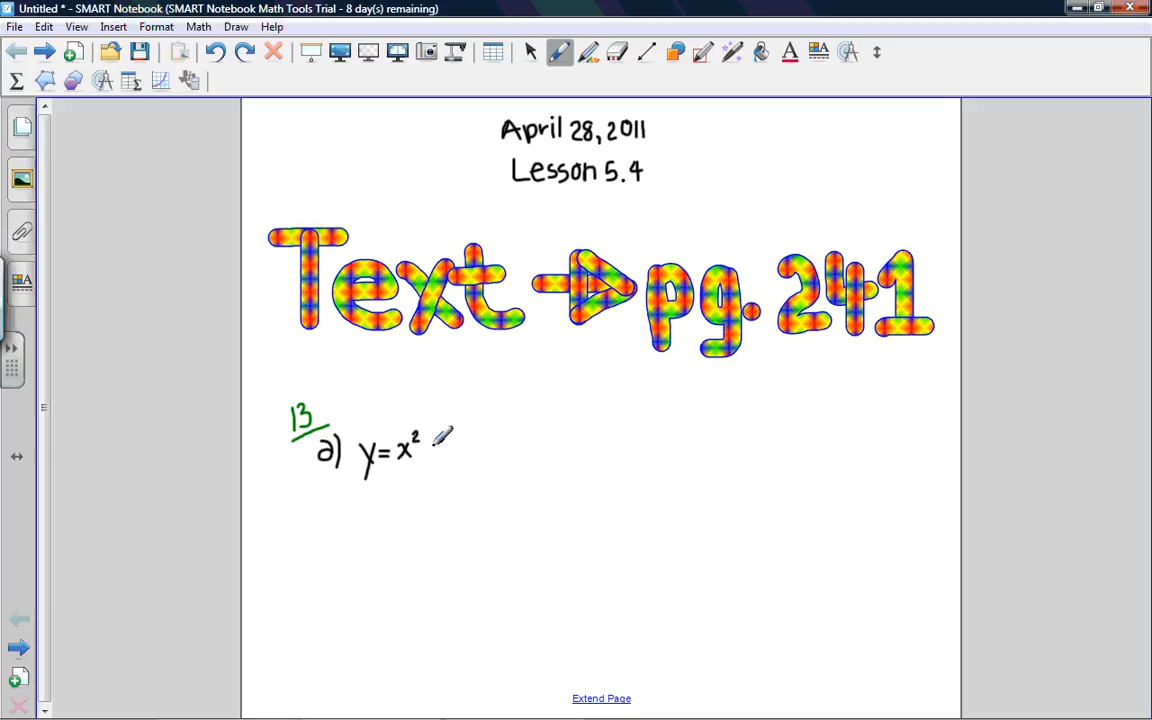 Untitled * - SMART Notebook (SMART Notebook Math Tools Trial - 8 day(s) remaining)
File Edit View Insert Format Math Draw Help
April 28, 2011
Lesson 5.4
Text → pg. 241
13
a) y=x²
Extend Page